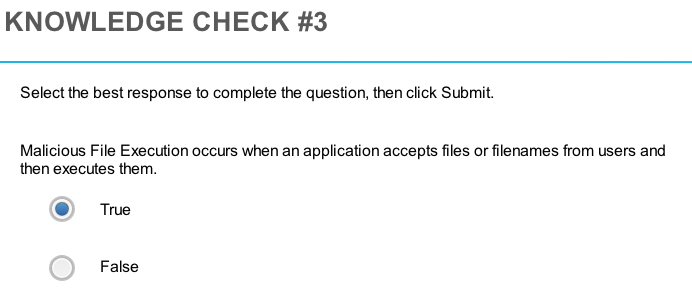 KNOWLEDGE CHECK #3
Select the best response to complete the question, then click Submit.
Malicious File Execution occurs when an application accepts files or filenames from users and
then executes them.
True
False